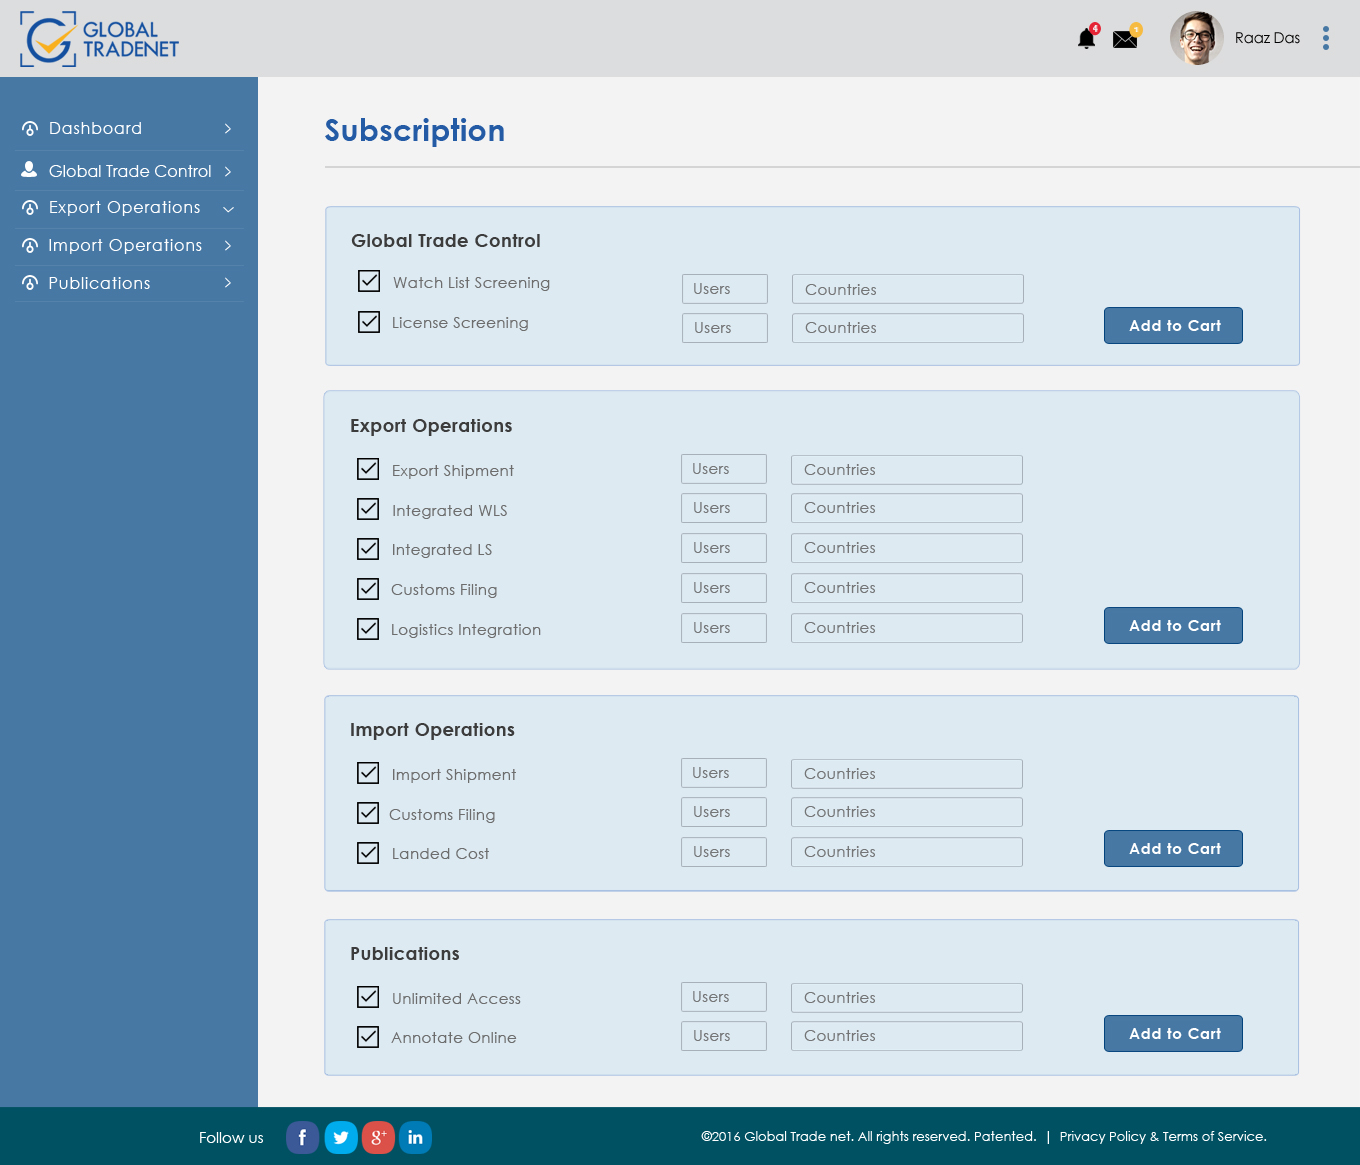 GLOBAL
TRADENET
4
1
Raaz Das
Dashboard
Global Trade Control
Export Operations
Import Operations
Publications
Subscription
Global Trade Control
Watch List Screening Users Countries
License Screening Users Countries
Add to Cart
Export Operations
Export Shipment Users Countries
Integrated WLS Users Countries
Integrated LS Users Countries
Customs Filing Users Countries
Logistics Integration Users Countries
Add to Cart
Import Operations
Import Shipment Users Countries
Customs Filing Users Countries
Landed Cost Users Countries
Add to Cart
Publications
Unlimited Access Users Countries
Annotate Online Users Countries
Add to Cart
Follow us f g+ in ©2016 Global Trade net. All rights reserved. Patented. | Privacy Policy & Terms of Service.